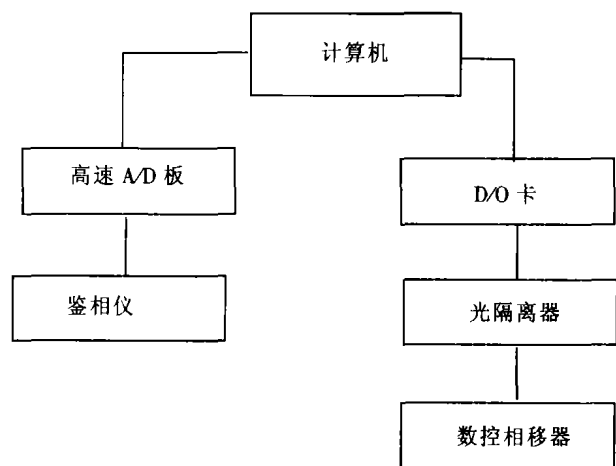 计算机
高速 A/D 板
D/O 卡
鉴相仪
光隔离器
数控相移器